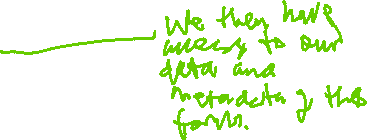 We they have
access to our
data and
metadata of this
form.